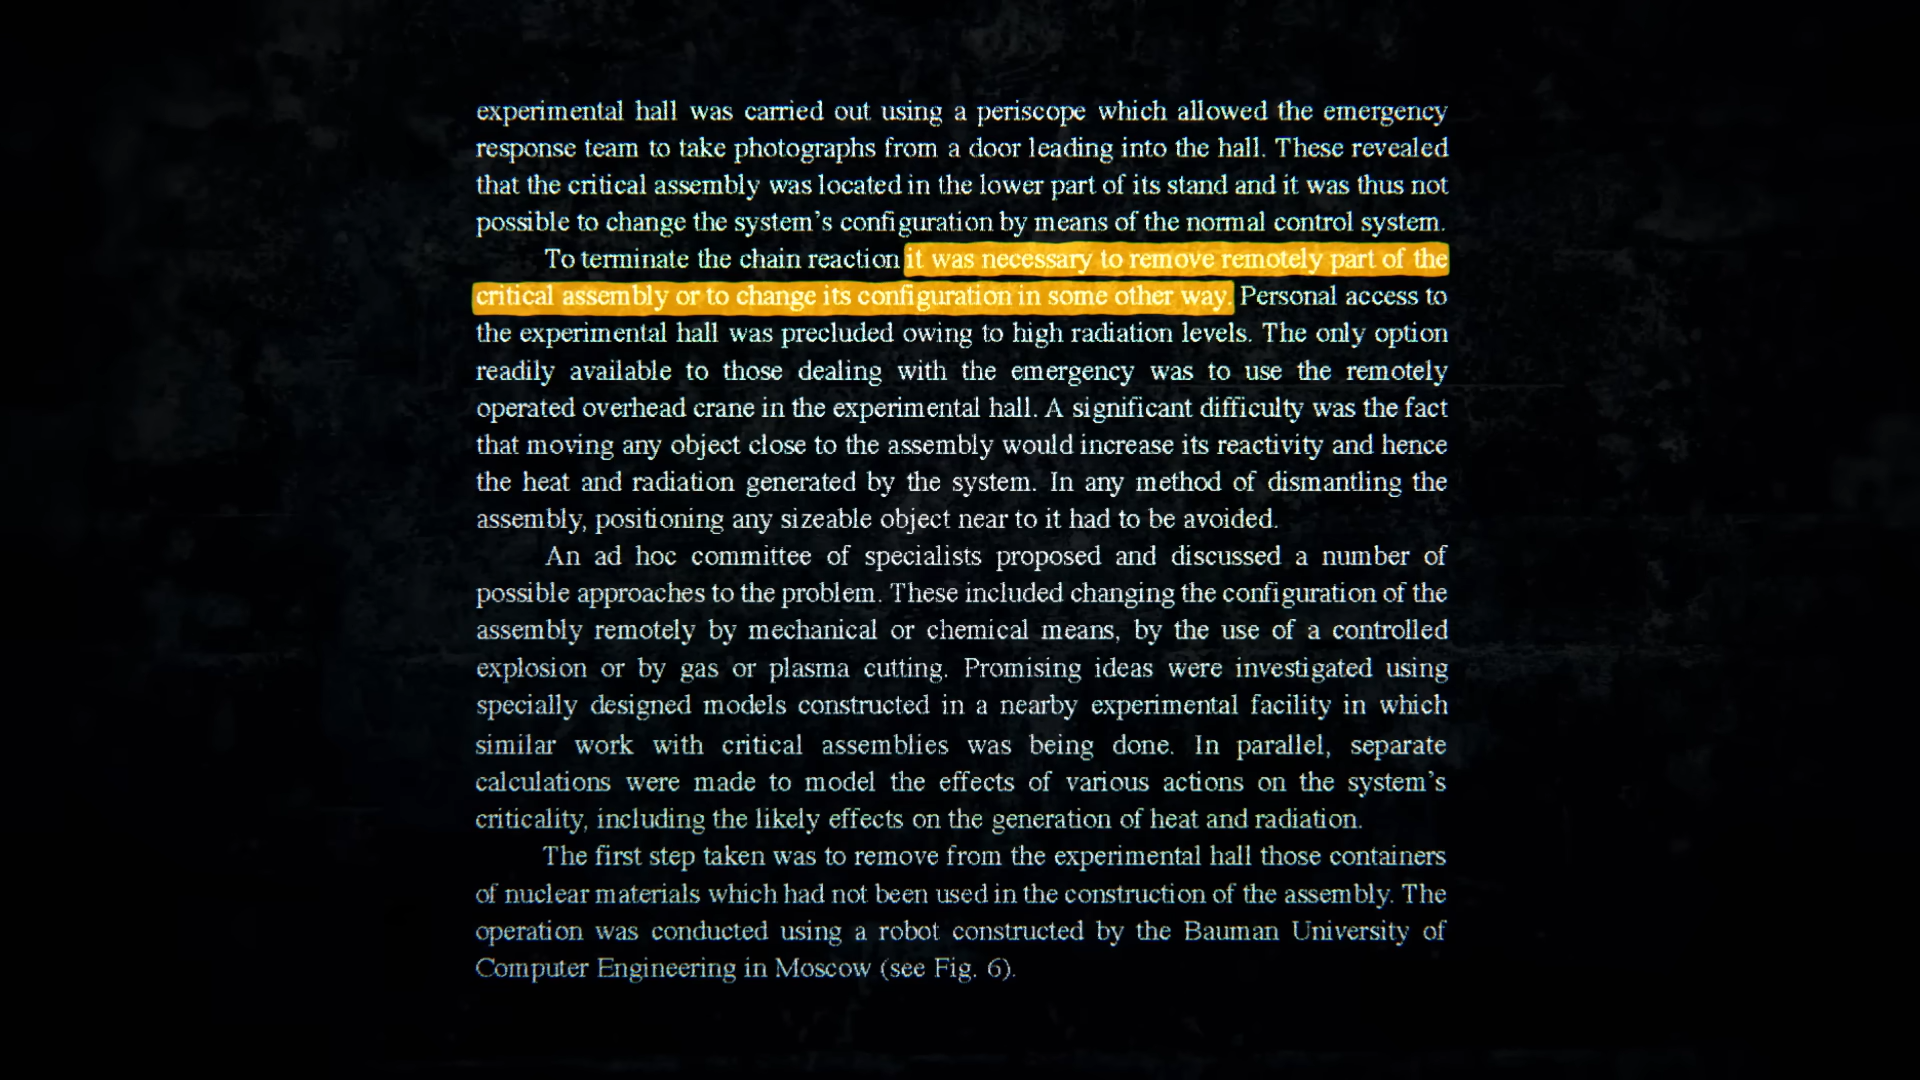 experimental hall was carried out using a periscope which allowed the emergency
response team to take photographs from a door leading into the hall. These revealed
that the critical assembly was located in the lower part of its stand and it was thus not
possible to change the system's configuration by means of the normal control system.
To terminate the chain reaction it was necessary to remove remotely part of the
critical assembly or to change its configuration in some other way. Personal access to
the experimental hall was precluded owing to high radiation levels. The only option
readily available to those dealing with the emergency was to use the remotely
operated overhead crane in the experimental hall. A significant difficulty was the fact
that moving any object close to the assembly would increase its reactivity and hence
the heat and radiation generated by the system. In any method of dismantling the
assembly, positioning any sizeable object near to it had to be avoided.
An ad hoc committee of specialists proposed and discussed a number of
possible approaches to the problem. These included changing the configuration of the
assembly remotely by mechanical or chemical means, by the use of a controlled
explosion or by gas or plasma cutting. Promising ideas were investigated using
specially designed models constructed in a nearby experimental facility in which
similar work with critical assemblies was being done. In parallel, separate
calculations were made to model the effects of various actions on the system's
criticality, including the likely effects on the generation of heat and radiation.
The first step taken was to remove from the experimental hall those containers
of nuclear materials which had not been used in the construction of the assembly. The
operation was conducted using a robot constructed by the Bauman University of
Computer Engineering in Moscow (see Fig. 6).